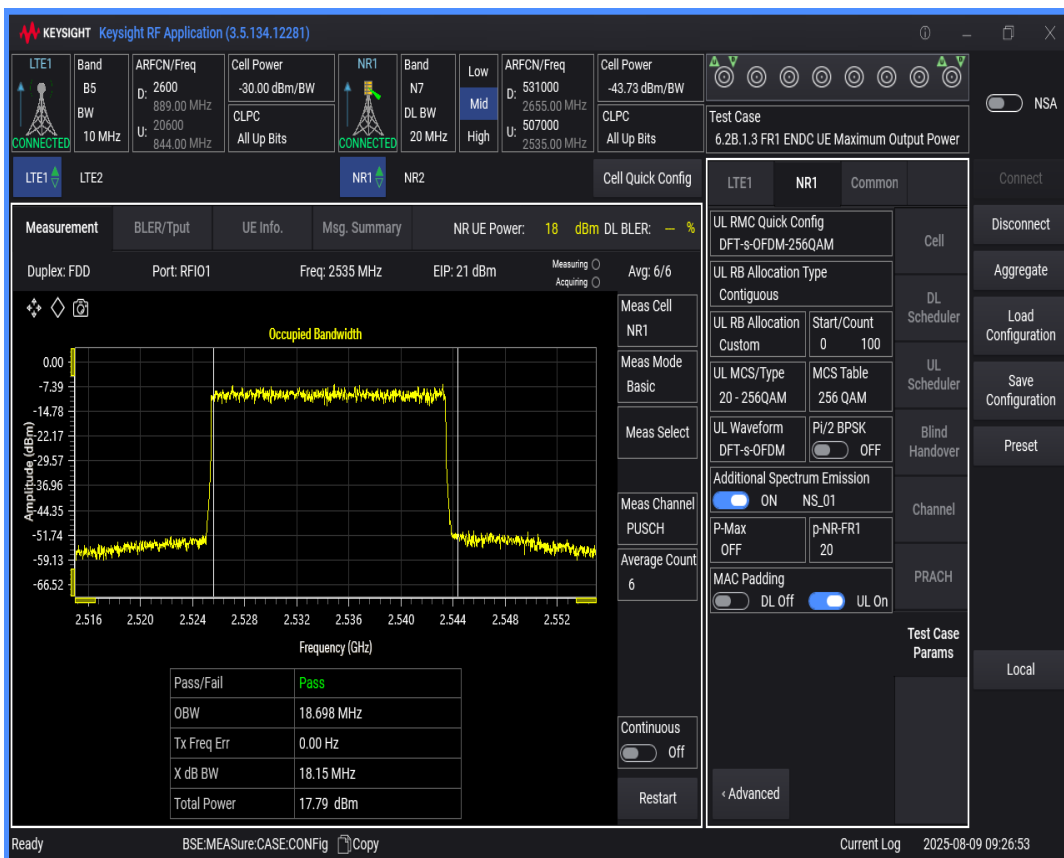 KEYSIGHT Keysight RF Application (3.5.134.12281)
LTE1 Band ARFCN/Freq Cell Power NR1 Band Low ARFCN/Freq Cell Power
B5 D: 2600 -30.00 dBm/BW N7 D: 531000 -43.73 dBm/BW
889.00 MHz 2655.00 MHz
BW CLPC DL BW Mid CLPC Test Case NSA
CONNECTED 10 MHz U: 20600 All Up Bits CONNECTED 20 MHz High U: 507000 All Up Bits 6.2B.1.3 FR1 ENDC UE Maximum Output Power
844.00 MHz 2535.00 MHz
LTE1 LTE2 NR1 NR2 Cell Quick Config LTE1 NR1 Common Connect
Measurement BLER/Tput UE Info. Msg. Summary NR UE Power: 18 dBm DL BLER: — %
Duplex: FDD Port: RFIO1 Freq: 2535 MHz EIP: 21 dBm Measuring Avg: 6/6
Acquiring
Occupied Bandwidth
Amplitude (dBm)
0.00
-7.39
-14.78
-22.17
-29.57
-36.96
-44.35
-51.74
-59.13
-66.52
2.516 2.520 2.524 2.528 2.532 2.536 2.540 2.544 2.548 2.552
Frequency (GHz)
Pass/Fail Pass
OBW 18.698 MHz
Tx Freq Err 0.00 Hz
X dB BW 18.15 MHz
Total Power 17.79 dBm
Meas Cell
NR1
Meas Mode
Basic
Meas Select
Meas Channel
PUSCH
Average Count
6
Continuous
Off
Restart
UL RMC Quick Config
DFT-s-OFDM-256QAM
UL RB Allocation Type
Contiguous
UL RB Allocation Start/Count
Custom 0 100
UL MCS/Type MCS Table
20 - 256QAM 256 QAM
UL Waveform Pi/2 BPSK
DFT-s-OFDM OFF
Additional Spectrum Emission
ON NS_01
P-Max p-NR-FR1
OFF 20
MAC Padding
DL Off UL On
‹ Advanced
Cell
DL
Scheduler
UL
Scheduler
Blind
Handover
Channel
PRACH
Test Case
Params
Disconnect
Aggregate
Load
Configuration
Save
Configuration
Preset
Local
Ready BSE:MEASure:CASE:CONFig Copy Current Log 2025-08-09 09:26:53